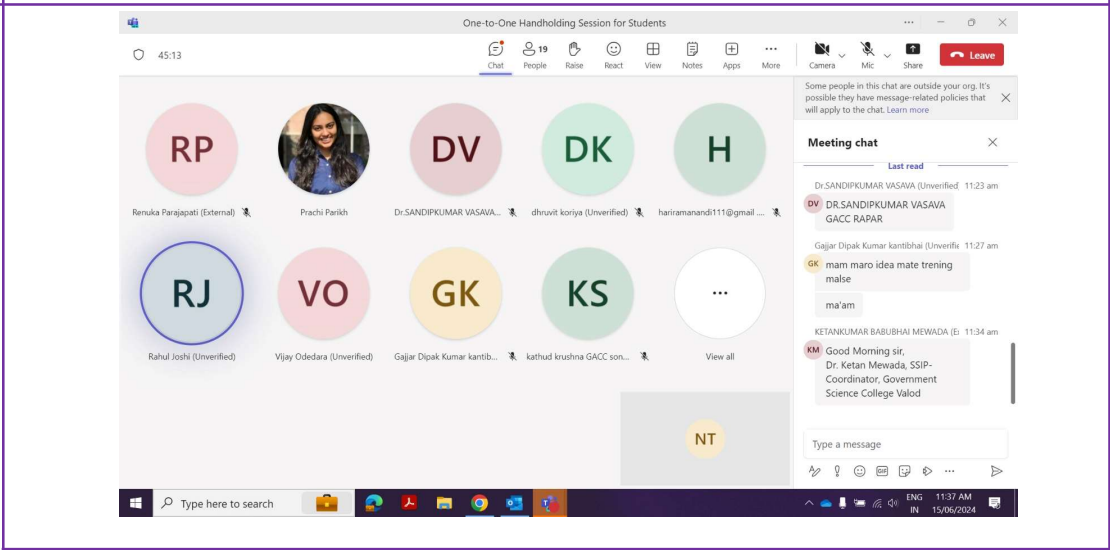 One-to-One Handholding Session for Students
45:13
Chat
19
People
Raise
React
View
Notes
Apps
More
Camera
Mic
Share
Leave
RP
Renuka Parajapati (External)
Prachi Parikh
DV
Dr.SANDIPKUMAR VASAVA...
DK
dhruvit koriya (Unverified)
H
hariramanandi111@gmail ....
RJ
Rahul Joshi (Unverified)
VO
Vijay Odedara (Unverified)
GK
Gajjar Dipak Kumar kantib...
KS
kathud krushna GACC son...
...
View all
NT
Some people in this chat are outside your org. It's
possible they have message-related policies that
will apply to the chat. Learn more
Meeting chat
Last read
Dr.SANDIPKUMAR VASAVA (Unverified) 11:23 am
DV
DR.SANDIPKUMAR VASAVA
GACC RAPAR
Gajjar Dipak Kumar kantibhai (Unverifie 11:27 am
GK
mam maro idea mate trening
malse
ma'am
KETANKUMAR BABUBHAI MEWADA (E 11:34 am
KM
Good Morning sir,
Dr. Ketan Mewada, SSIP-
Coordinator, Government
Science College Valod
Type a message
GIF
Type here to search
ENG
IN
11:37 AM
15/06/2024